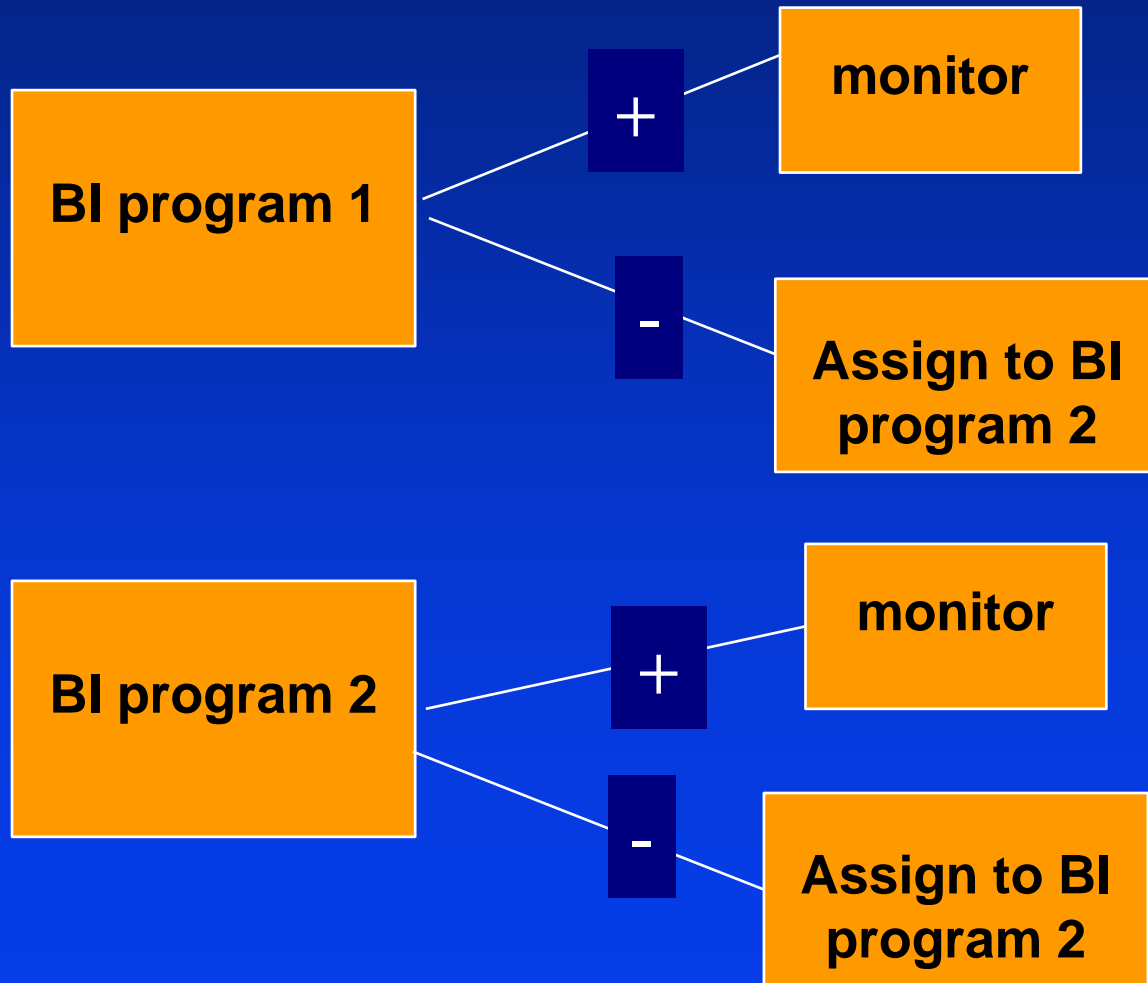 monitor
+
BI program 1
-
Assign to BI
program 2
monitor
+
BI program 2
-
Assign to BI
program 2